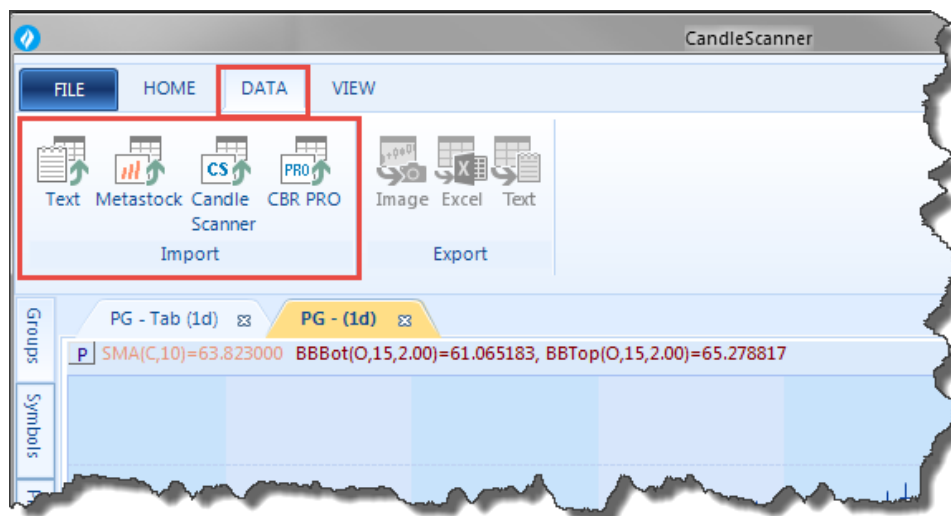 CandleScanner
FILE HOME DATA VIEW
CS PRO
Text Metastock Candle Scanner CBR PRO Image Excel Text
Import Export
Groups
PG - Tab (1d) PG - (1d)
P SMA(C,10)=63.823000 BBBot(O,15,2.00)=61.065183, BBTop(O,15,2.00)=65.278817
Symbols